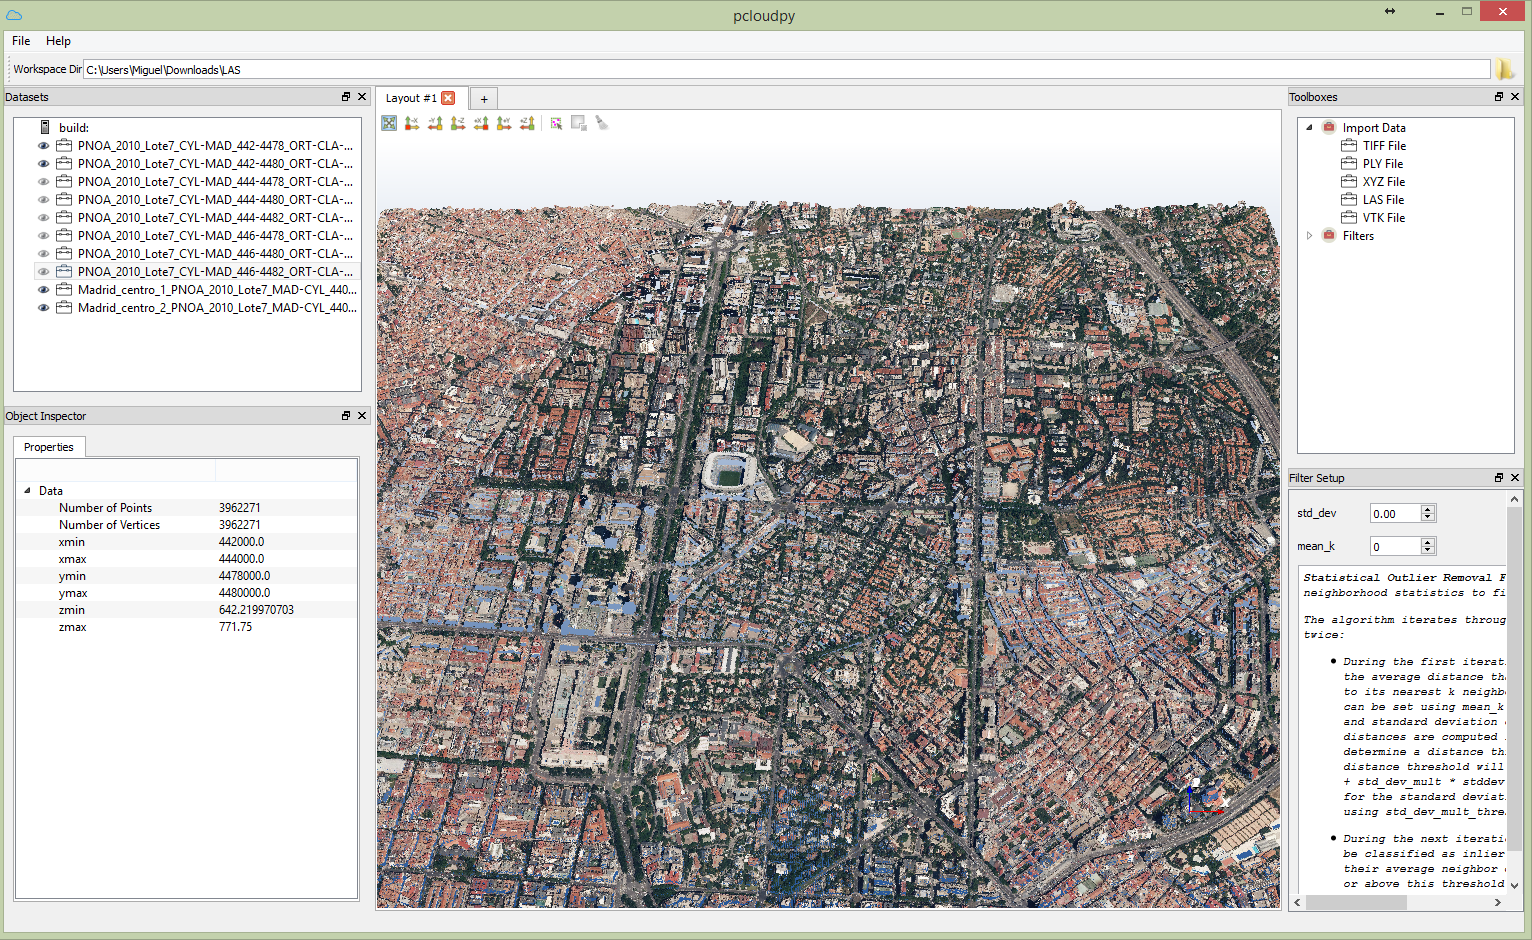 pcloudpy
File Help
Workspace Dir C:\Users\Miguel\Downloads\LAS
Datasets
build:
PNOA_2010_Lote7_CYL-MAD_442-4478_ORT-CLA-...
PNOA_2010_Lote7_CYL-MAD_442-4480_ORT-CLA-...
PNOA_2010_Lote7_CYL-MAD_444-4478_ORT-CLA-...
PNOA_2010_Lote7_CYL-MAD_444-4480_ORT-CLA-...
PNOA_2010_Lote7_CYL-MAD_444-4482_ORT-CLA-...
PNOA_2010_Lote7_CYL-MAD_446-4478_ORT-CLA-...
PNOA_2010_Lote7_CYL-MAD_446-4480_ORT-CLA-...
PNOA_2010_Lote7_CYL-MAD_446-4482_ORT-CLA-...
Madrid_centro_1_PNOA_2010_Lote7_MAD-CYL_440...
Madrid_centro_2_PNOA_2010_Lote7_MAD-CYL_440...
Object Inspector
Properties
Data
Number of Points 3962271
Number of Vertices 3962271
xmin 442000.0
xmax 444000.0
ymin 4478000.0
ymax 4480000.0
zmin 642.219970703
zmax 771.75
Layout #1
+
-X -Y -Z +X +Y +Z
Toolboxes
Import Data
TIFF File
PLY File
XYZ File
LAS File
VTK File
Filters
Filter Setup
std_dev 0.00
mean_k 0
Statistical Outlier Removal F
neighborhood statistics to fi
The algorithm iterates throug
twice:
During the first iterat
the average distance th
to its nearest k neighb
can be set using mean_k
and standard deviation
distances are computed
determine a distance th
distance threshold will
+ std_dev_mult * stddev
for the standard deviat
using std_dev_mult_thre
During the next iterati
be classified as inlier
their average neighbor
or above this threshold